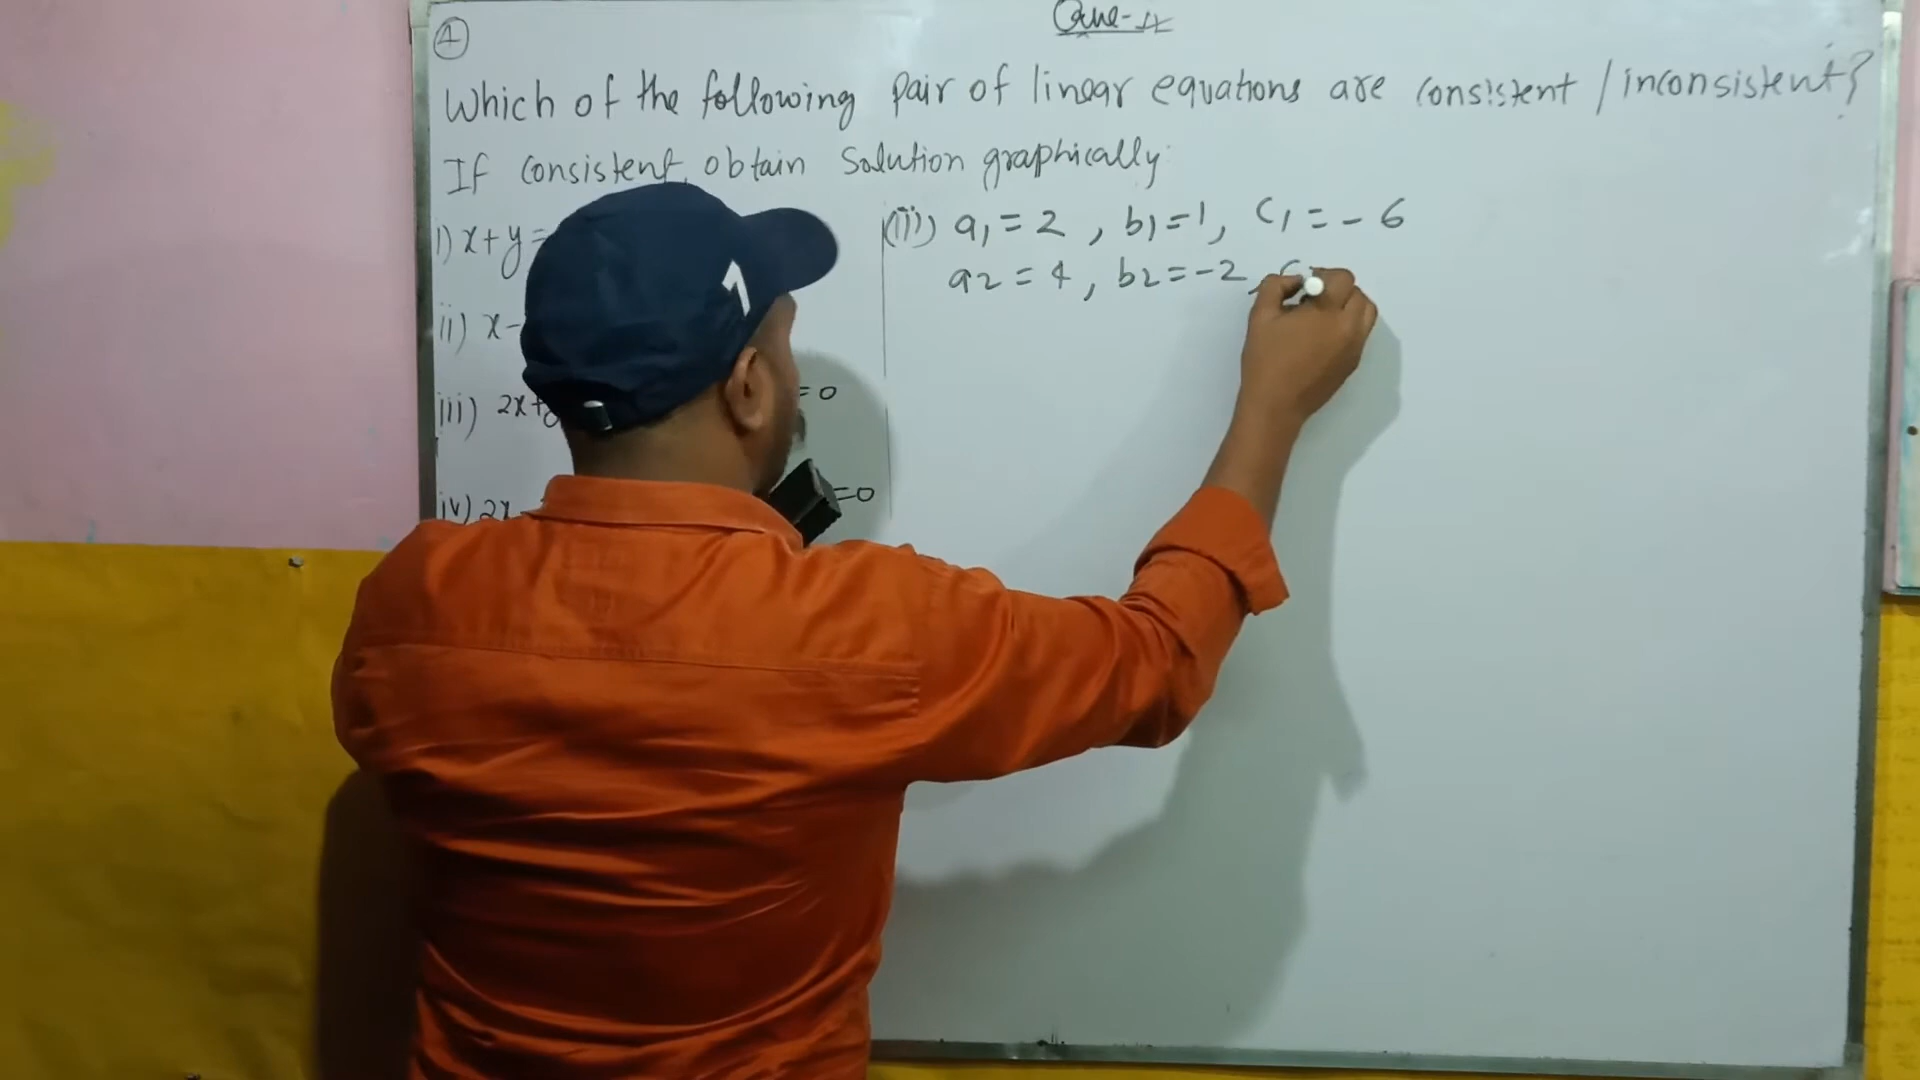 ④ Que-4
Which of the following pair of linear equations are consistent / inconsistent?
If consistent, obtain Solution graphically.
i) x+y=
ii) x-
iii) 2x+y =0
iv) 2x- =0
(iii) a1=2, b1=1, c1=-6
a2=4, b2=-2, c
1